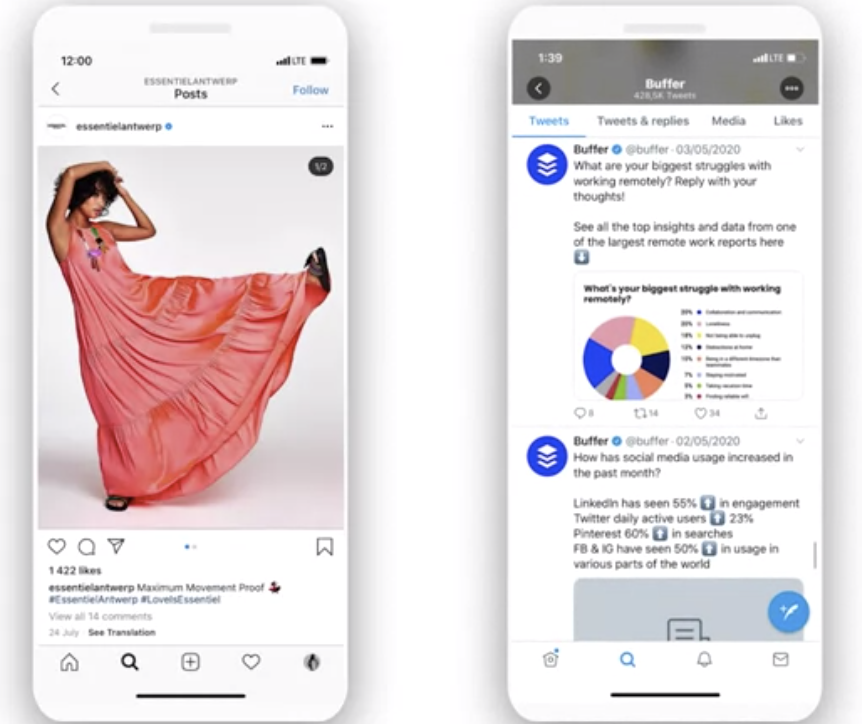 12:00
LTE
ESSENTIELANTWERP
Posts
Follow
essentielantwerp
1/2
1 422 likes
essentielantwerp Maximum Movement Proof
#EssentielAntwerp #LoveIsEssentiel
View all 14 comments
24 July · See Translation
1:39
LTE
Buffer
428,5K Tweets
Tweets
Tweets & replies
Media
Likes
Buffer @buffer · 03/05/2020
What are your biggest struggles with
working remotely? Reply with your
thoughts!
See all the top insights and data from one
of the largest remote work reports here
⬇️
What's your biggest struggle with working
remotely?
20% Collaboration and communication
20% Loneliness
18% Not being able to unplug
12% Distractions at home
10% Being in a different timezone than
teammates
7% Staying motivated
5% Taking vacation time
3% Finding reliable wifi
8
14
34
Buffer @buffer · 02/05/2020
How has social media usage increased in
the past month?
LinkedIn has seen 55% ⬆️ in engagement
Twitter daily active users ⬆️ 23%
Pinterest 60% ⬆️ in searches
FB & IG have seen 50% ⬆️ in usage in
various parts of the world